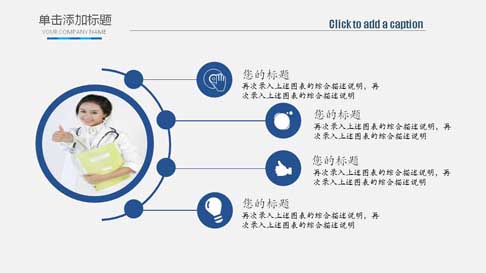 单击添加标题
YOUR COMPANY NAME
Click to add a caption
您的标题
再次录入上述图表的综合描述说明，再
次录入上述图表的综合描述说明
您的标题
再次录入上述图表的综合描述说明，再
次录入上述图表的综合描述说明
您的标题
再次录入上述图表的综合描述说明，再
次录入上述图表的综合描述说明
您的标题
再次录入上述图表的综合描述说明，再
次录入上述图表的综合描述说明